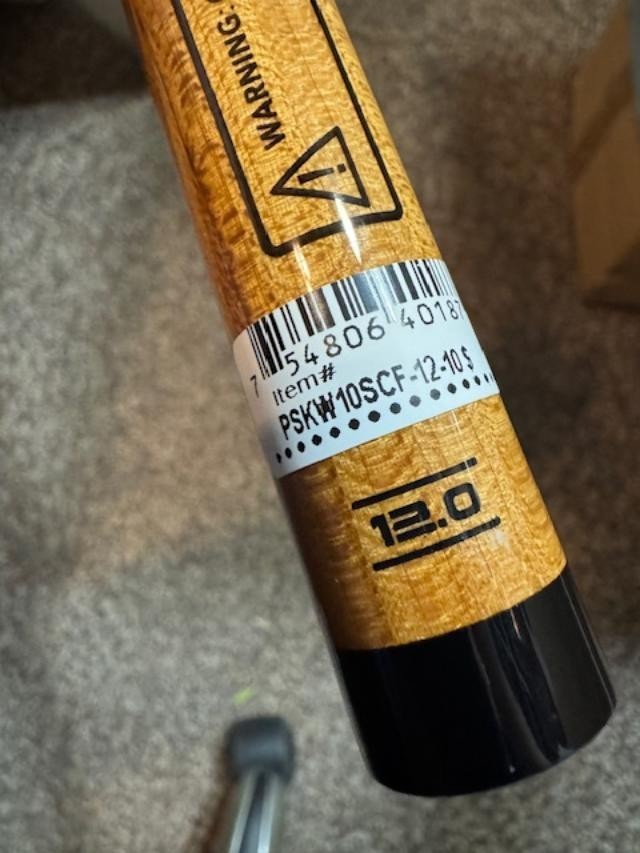 WARNING.
7 54806 40187
Item#
PSKW10SCF-12-10
12.0